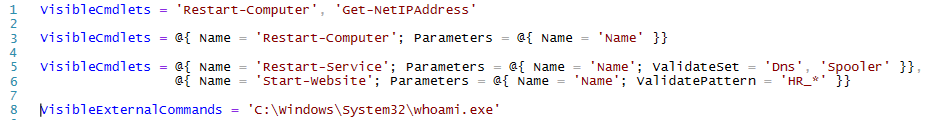 1 VisibleCmdlets = 'Restart-Computer', 'Get-NetIPAddress'
2
3 VisibleCmdlets = @{ Name = 'Restart-Computer'; Parameters = @{ Name = 'Name' }}
4
5 VisibleCmdlets = @{ Name = 'Restart-Service'; Parameters = @{ Name = 'Name'; ValidateSet = 'Dns', 'Spooler' }},
6 @{ Name = 'Start-Website'; Parameters = @{ Name = 'Name'; ValidatePattern = 'HR_*' }}
7
8 VisibleExternalCommands = 'C:\Windows\System32\whoami.exe'